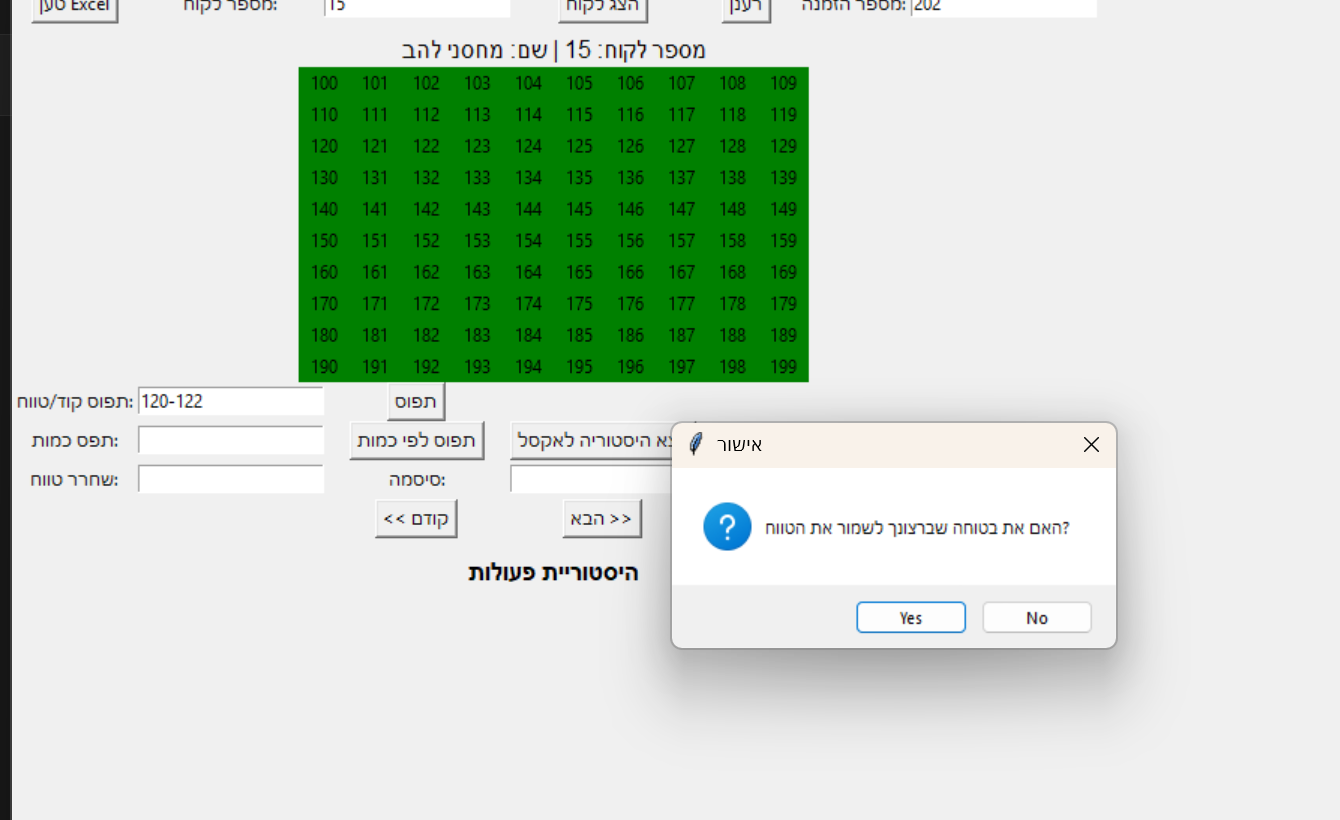 טען Excel
מספר לקוח:
15
הצג לקוח
רענן
מספר הזמנה:
202
מספר לקוח: 15 | שם: מחסני להב
100 101 102 103 104 105 106 107 108 109
110 111 112 113 114 115 116 117 118 119
120 121 122 123 124 125 126 127 128 129
130 131 132 133 134 135 136 137 138 139
140 141 142 143 144 145 146 147 148 149
150 151 152 153 154 155 156 157 158 159
160 161 162 163 164 165 166 167 168 169
170 171 172 173 174 175 176 177 178 179
180 181 182 183 184 185 186 187 188 189
190 191 192 193 194 195 196 197 198 199
תפוס קוד/טווח:
120-122
תפוס
תפס כמות:
תפוס לפי כמות
היסטוריה לאקסל
שחרר טווח:
סיסמה:
<< קודם
הבא >>
היסטוריית פעולות
אישור
האם את בטוחה שברצונך לשמור את הטווח?
Yes
No